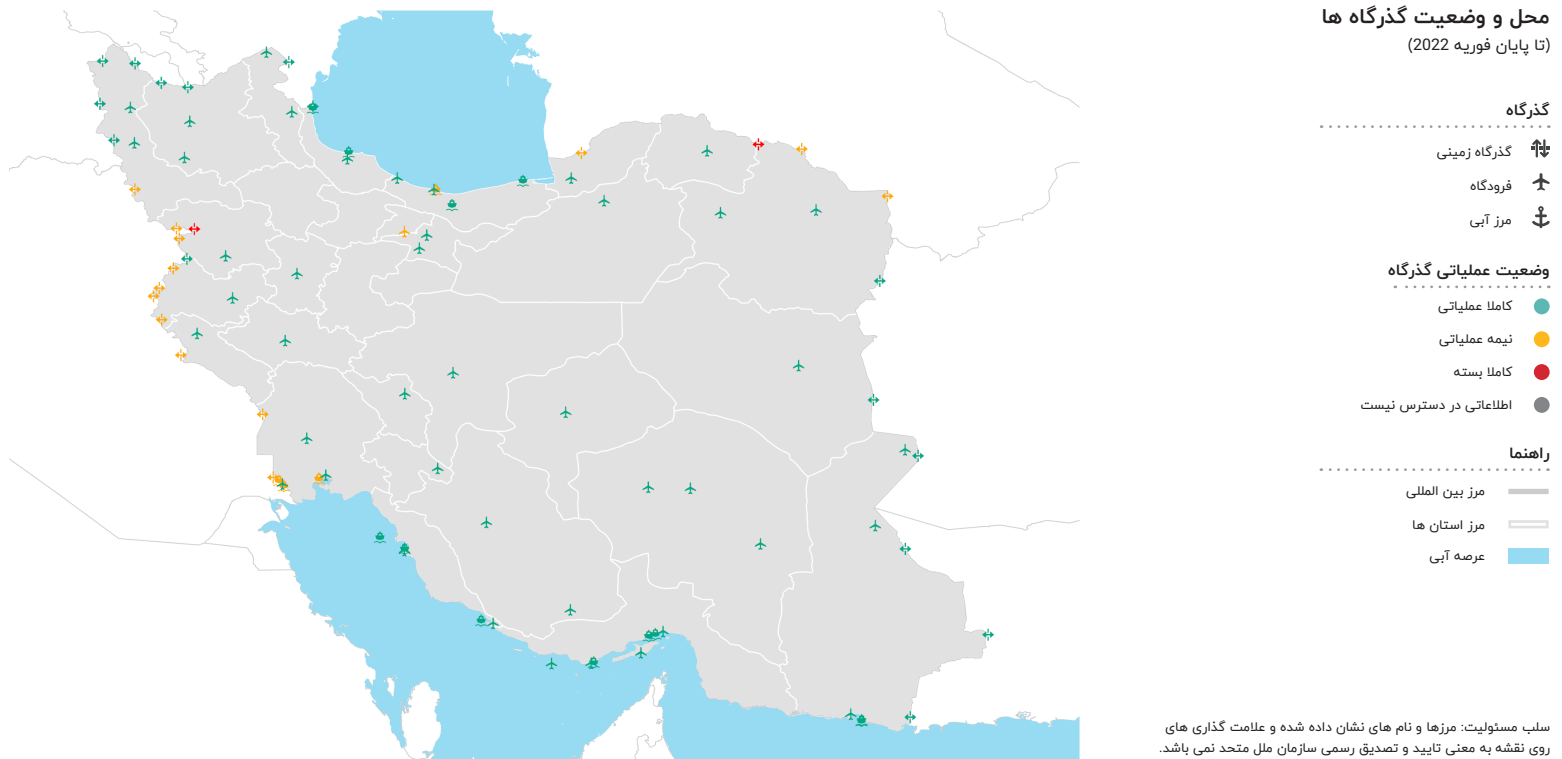 محل و وضعیت گذرگاه ها
(تا پایان فوریه 2022)
گذرگاه
گذرگاه زمینی
فرودگاه
مرز آبی
وضعیت عملیاتی گذرگاه
کاملا عملیاتی
نیمه عملیاتی
کاملا بسته
اطلاعاتی در دسترس نیست
راهنما
مرز بین المللی
مرز استان ها
عرصه آبی
سلب مسئولیت: مرزها و نام های نشان داده شده و علامت گذاری های
روی نقشه به معنی تایید و تصدیق رسمی سازمان ملل متحد نمی باشد.